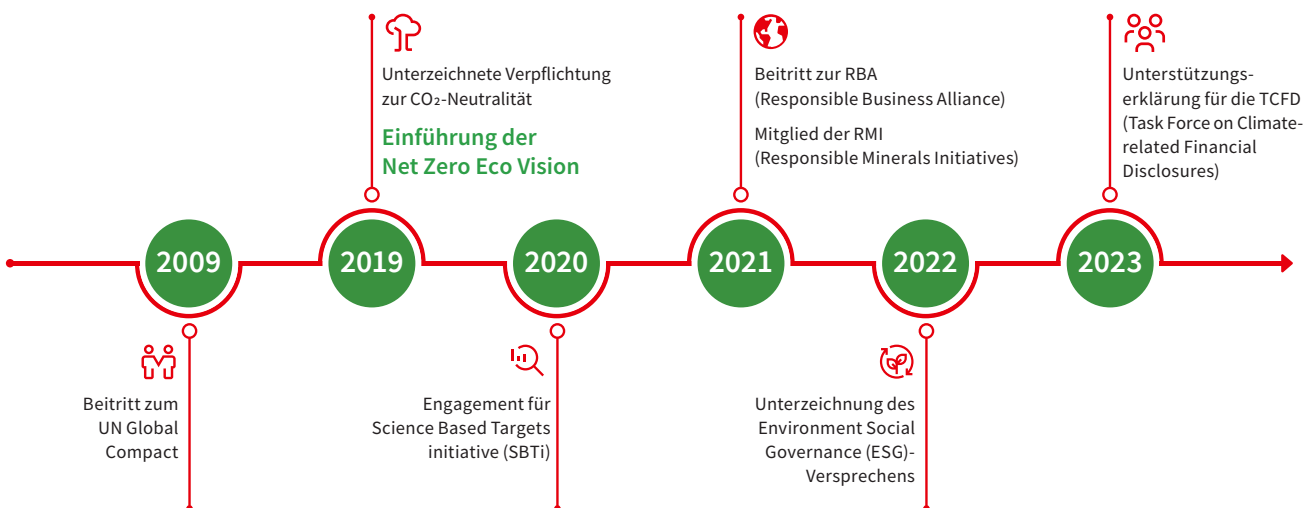 Unterzeichnete Verpflichtung
zur CO₂-Neutralität
Einführung der
Net Zero Eco Vision
Beitritt zur RBA
(Responsible Business Alliance)
Mitglied der RMI
(Responsible Minerals Initiatives)
Unterstützungs-
erklärung für die TCFD
(Task Force on Climate-
related Financial
Disclosures)
2009
2019
2020
2021
2022
2023
Beitritt zum
UN Global
Compact
Engagement für
Science Based Targets
initiative (SBTi)
Unterzeichnung des
Environment Social
Governance (ESG)-
Versprechens